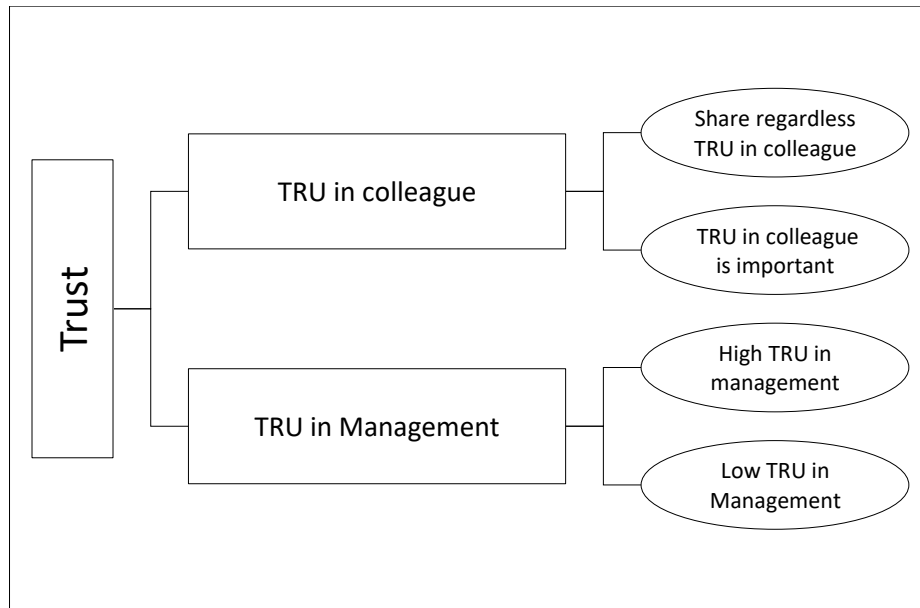 Trust
TRU in colleague
Share regardless
TRU in colleague
TRU in colleague
is important
TRU in Management
High TRU in
management
Low TRU in
Management